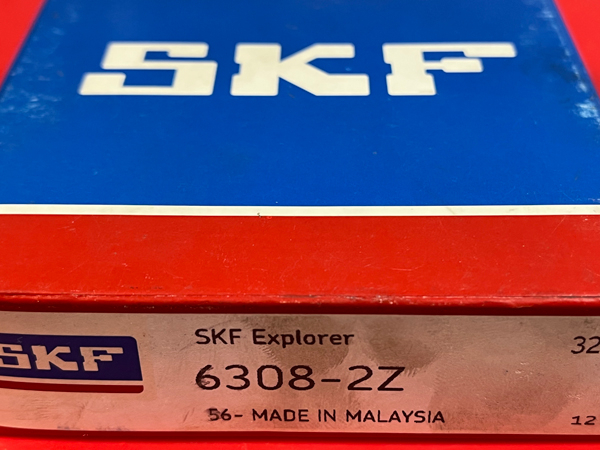 SKF
SKF
SKF Explorer
32
6308-2Z
56- MADE IN MALAYSIA
12